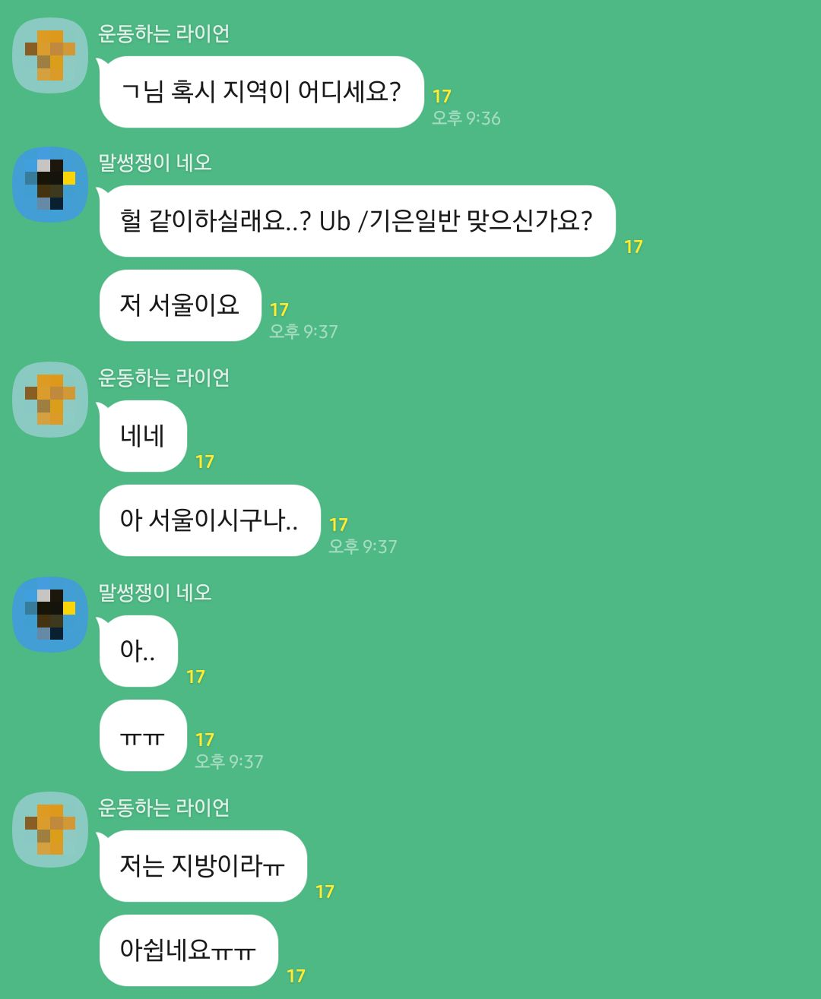 운동하는 라이언
ㄱ님 혹시 지역이 어디세요?
17
오후 9:36
말썽쟁이 네오
헐 같이하실래요..? Ub /기은일반 맞으신가요?
17
저 서울이요
17
오후 9:37
운동하는 라이언
네네
17
아 서울이시구나..
17
오후 9:37
말썽쟁이 네오
아..
17
ㅠㅠ
17
오후 9:37
운동하는 라이언
저는 지방이라ㅠ
17
아쉽네요ㅠㅠ
17